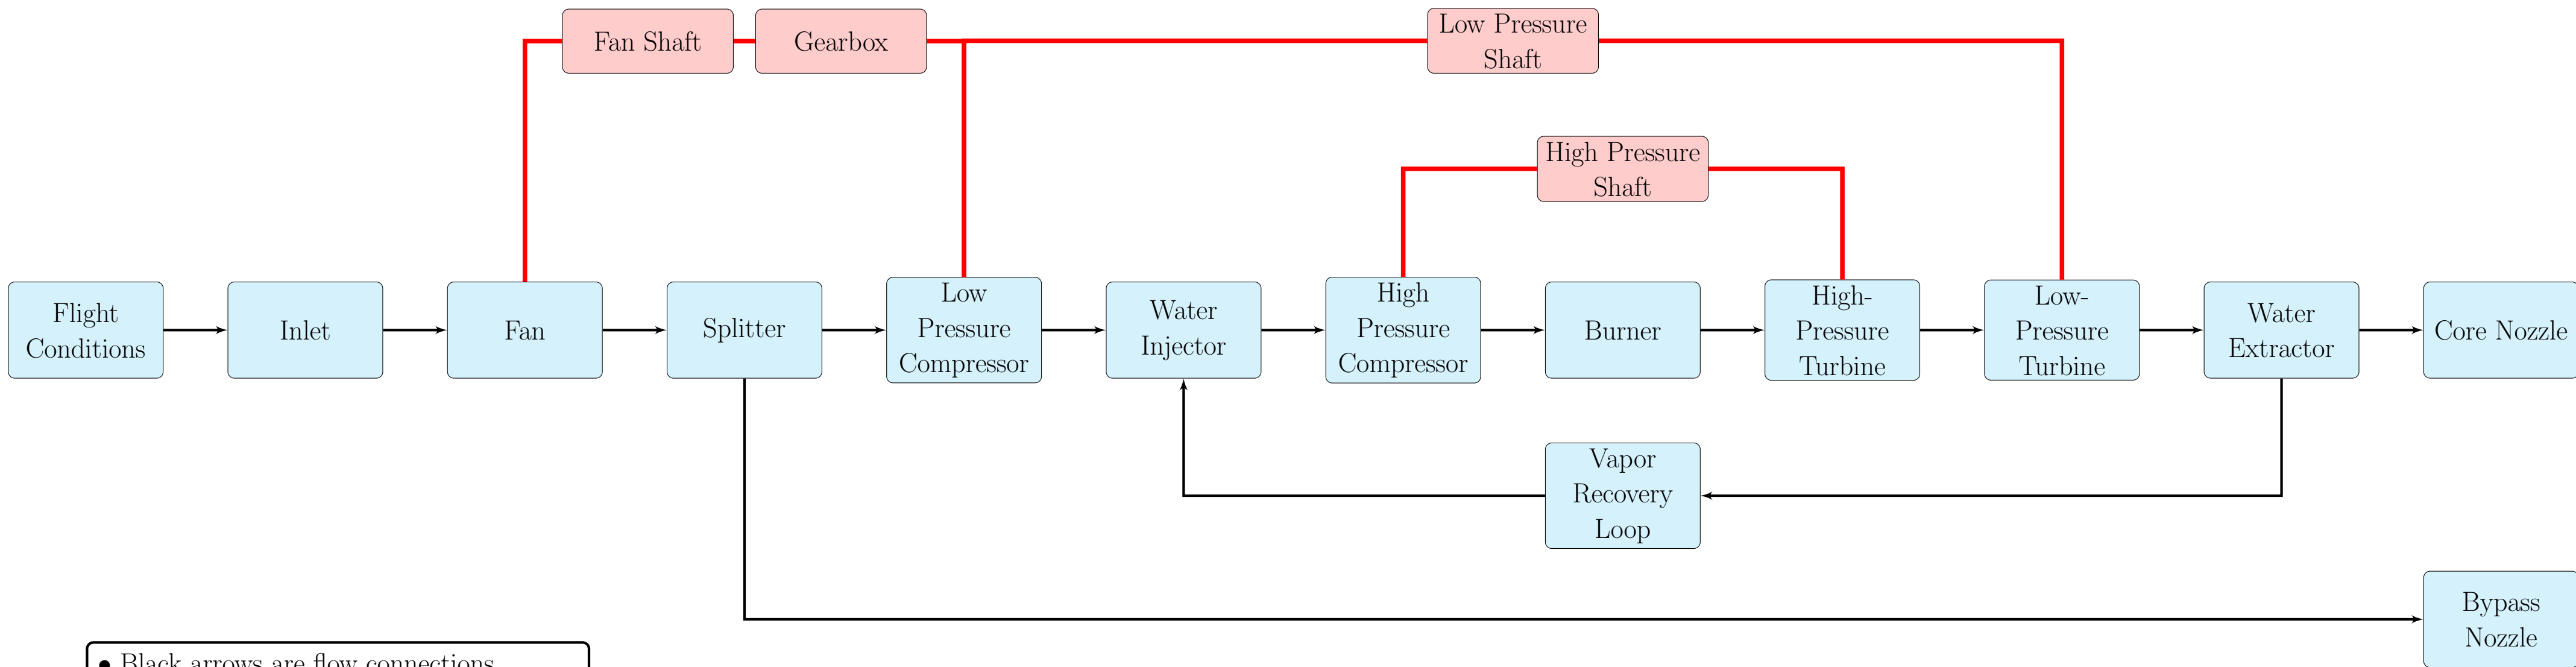 Fan Shaft
Gearbox
Low Pressure
Shaft
High Pressure
Shaft
Flight
Conditions
Inlet
Fan
Splitter
Low
Pressure
Compressor
Water
Injector
High
Pressure
Compressor
Burner
High-
Pressure
Turbine
Low-
Pressure
Turbine
Water
Extractor
Core Nozzle
Vapor
Recovery
Loop
Bypass
Nozzle
• Black arrows are flow connections